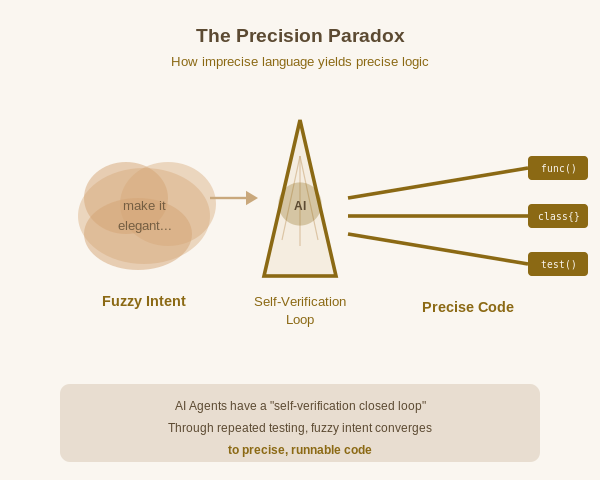 The Precision Paradox
How imprecise language yields precise logic
make it
elegant...
AI
func()
class{}
test()
Fuzzy Intent
Self-Verification
Loop
Precise Code
AI Agents have a "self-verification closed loop"
Through repeated testing, fuzzy intent converges
to precise, runnable code